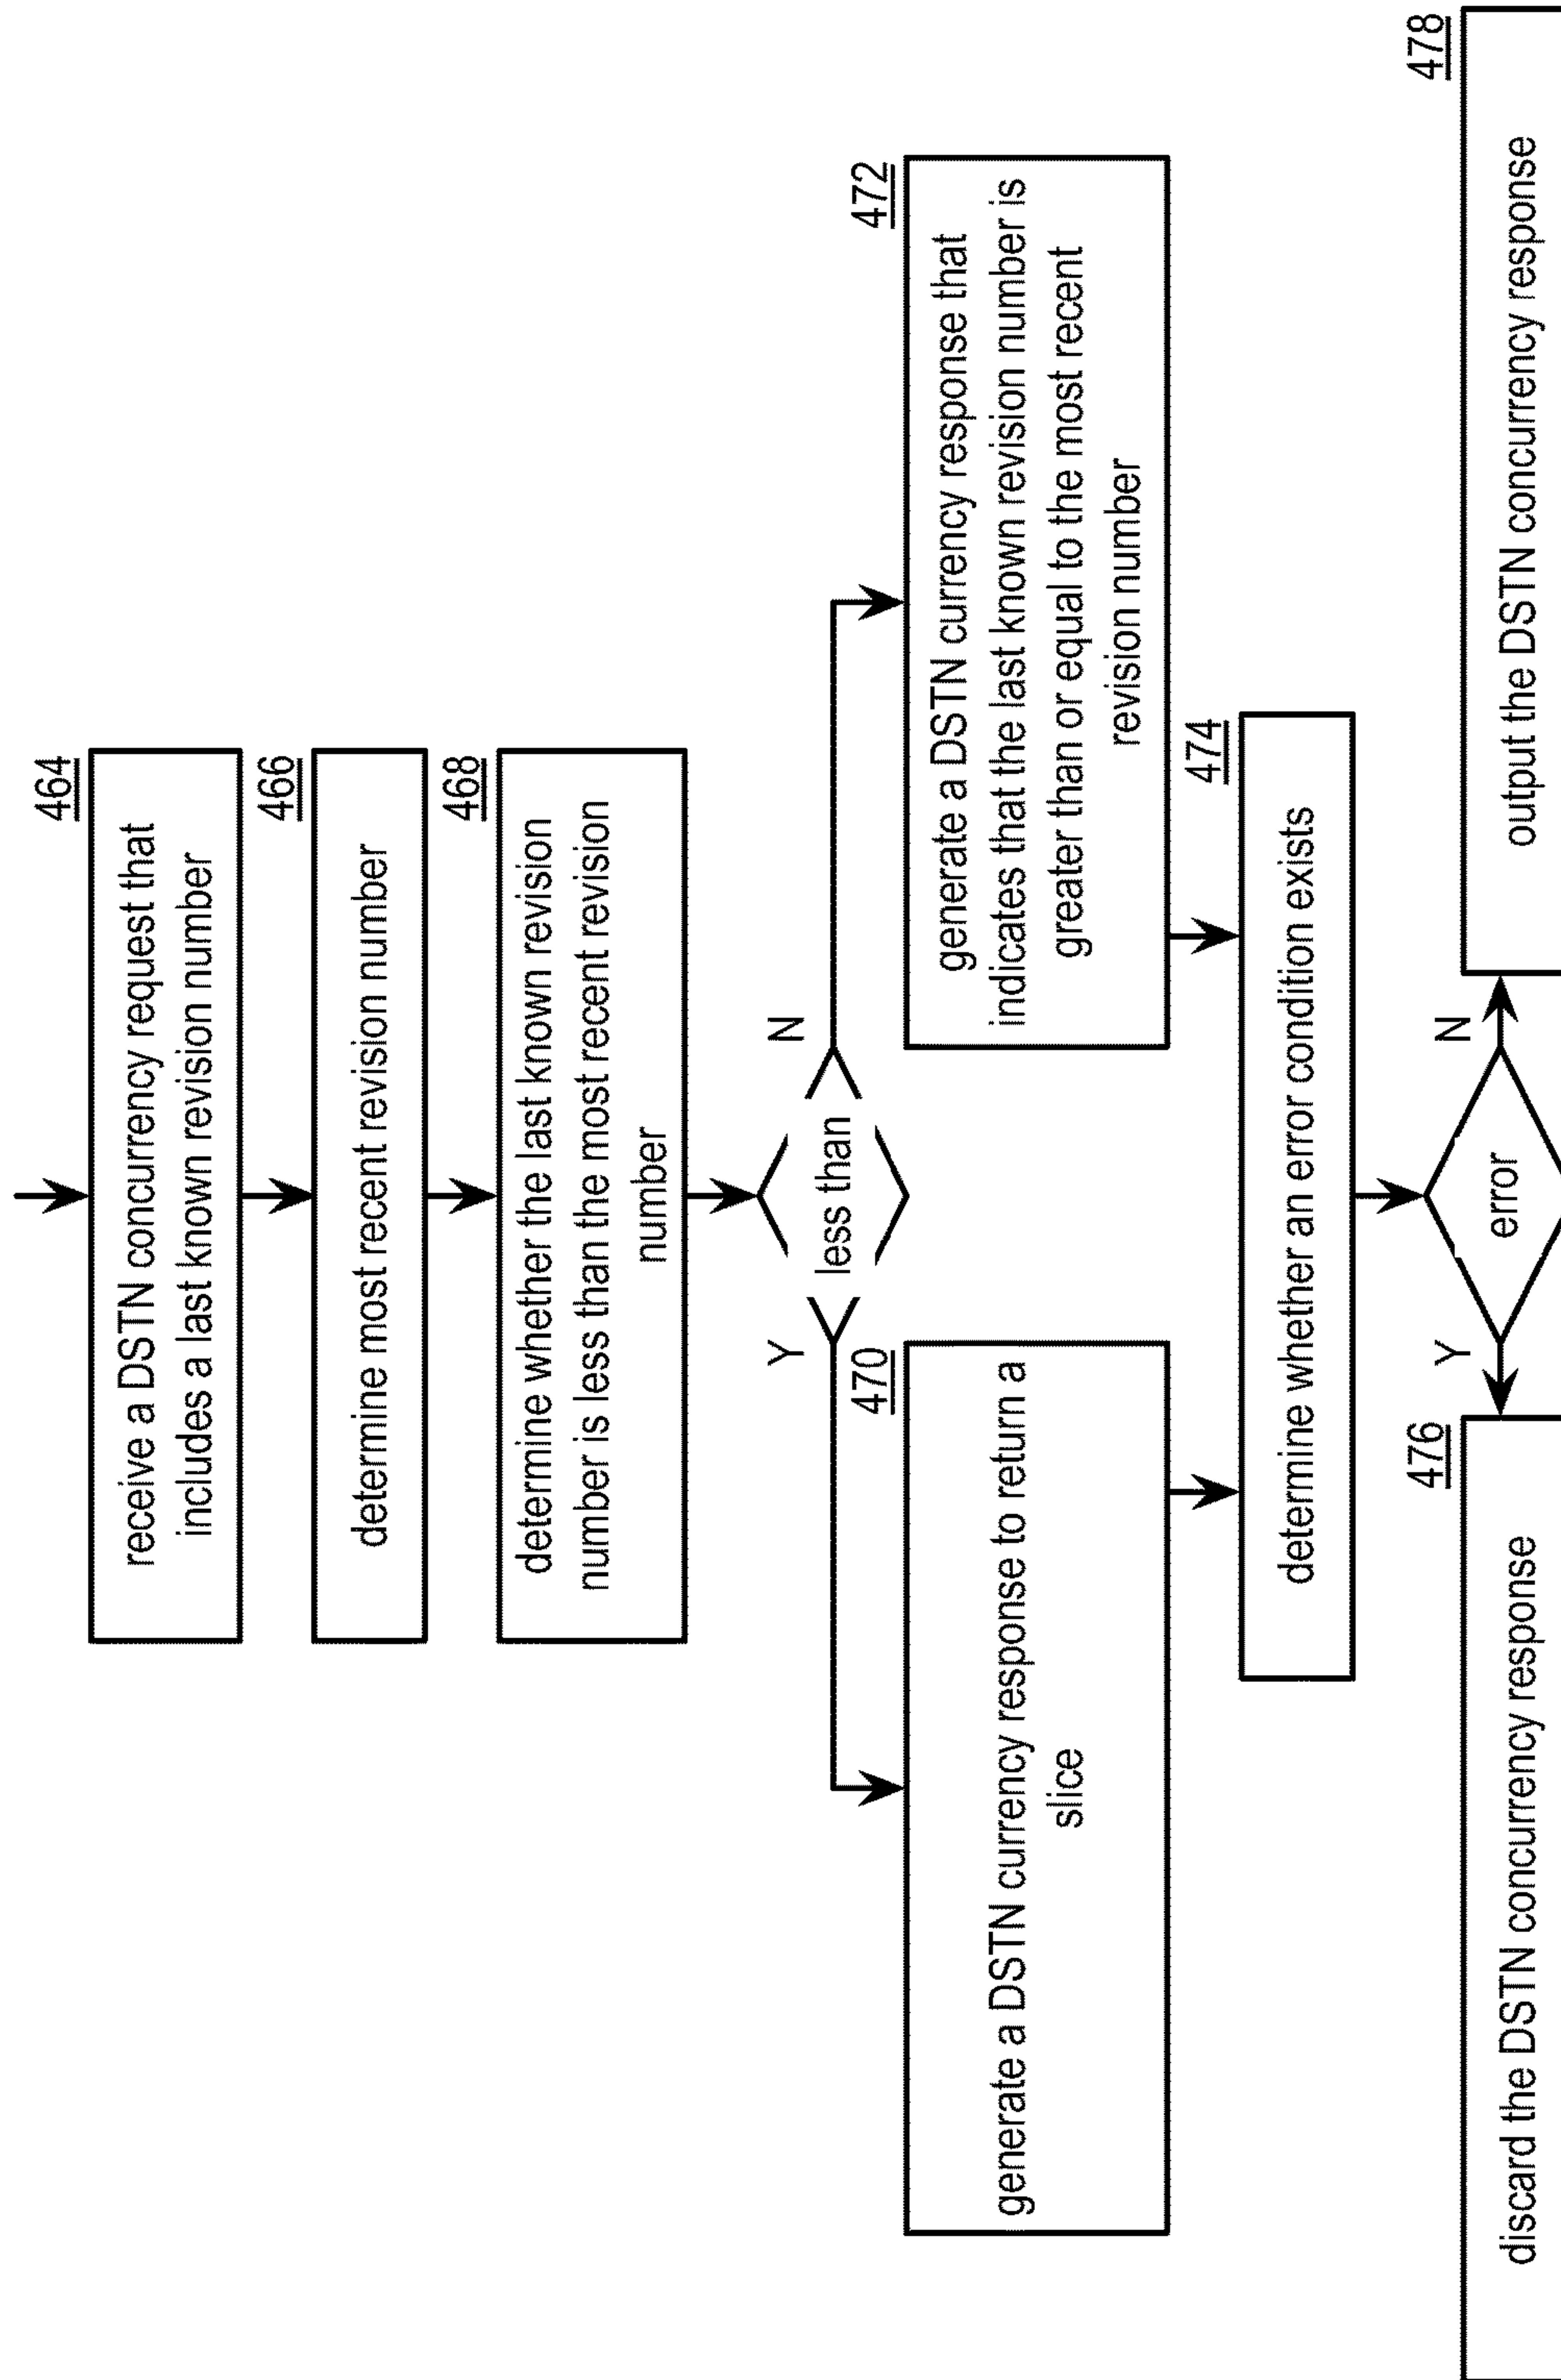 464
receive a DSTN concurrency request that
includes a last known revision number
466
determine most recent revision number
468
determine whether the last known revision
number is less than the most recent revision
number
Y
less than
N
470
generate a DSTN currency response to return a
slice
472
generate a DSTN currency response that
indicates that the last known revision number is
greater than or equal to the most recent
revision number
474
determine whether an error condition exists
Y
error
N
476
discard the DSTN concurrency response
478
output the DSTN concurrency response